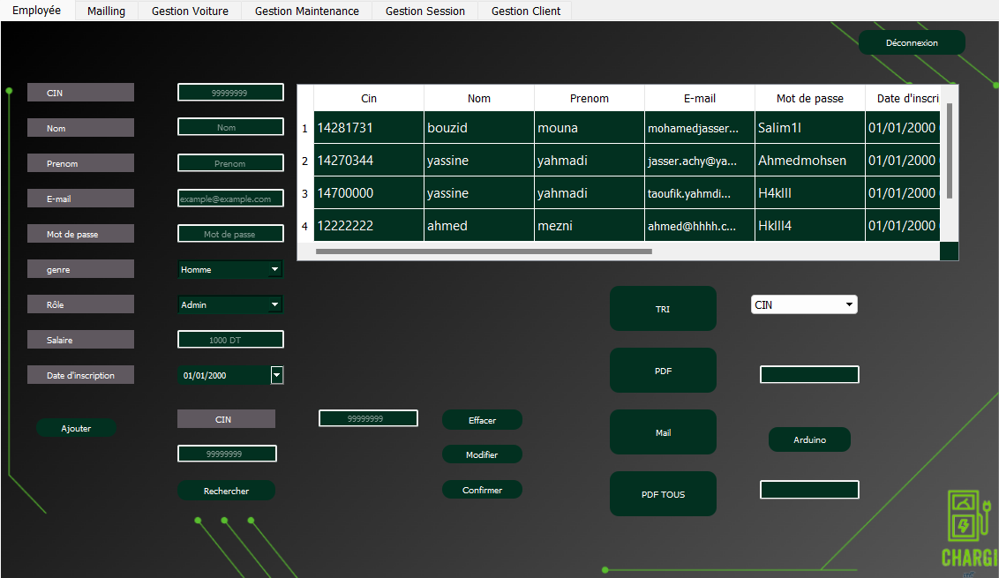 Employée Mailling Gestion Voiture Gestion Maintenance Gestion Session Gestion Client
Déconnexion
CIN 99999999
Nom Nom
Prenom Prenom
E-mail example@example.com
Mot de passe Mot de passe
genre Homme
Rôle Admin
Salaire 1000 DT
Date d'inscription 01/01/2000
Cin Nom Prenom E-mail Mot de passe Date d'inscri
1 14281731 bouzid mouna mohamedjasser... Salim1l 01/01/2000
2 14270344 yassine yahmadi jasser.achy@ya... Ahmedmohsen 01/01/2000
3 14700000 yassine yahmadi taoufik.yahmdi... H4klll 01/01/2000
4 12222222 ahmed mezni ahmed@hhhh.c... Hklll4 01/01/2000
TRI CIN
PDF
Mail Arduino
PDF TOUS
Ajouter
CIN 99999999 Effacer
99999999 Modifier
Rechercher Confirmer
CHARGI